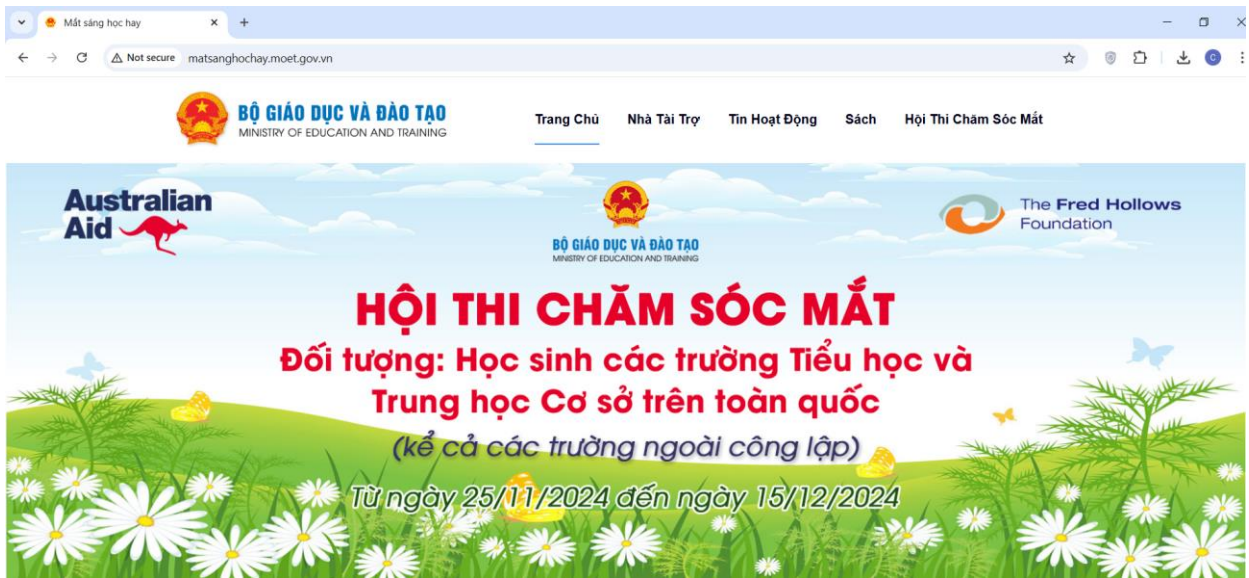 Mắt sáng học hay
Not secure matsanghochay.moet.gov.vn
C
BỘ GIÁO DỤC VÀ ĐÀO TẠO
MINISTRY OF EDUCATION AND TRAINING
Trang Chủ Nhà Tài Trợ Tin Hoạt Động Sách Hội Thi Chăm Sóc Mắt
Australian
Aid
BỘ GIÁO DỤC VÀ ĐÀO TẠO
MINISTRY OF EDUCATION AND TRAINING
The Fred Hollows
Foundation
HỘI THI CHĂM SÓC MẮT
Đối tượng: Học sinh các trường Tiểu học và
Trung học Cơ sở trên toàn quốc
(kể cả các trường ngoài công lập)
Từ ngày 25/11/2024 đến ngày 15/12/2024